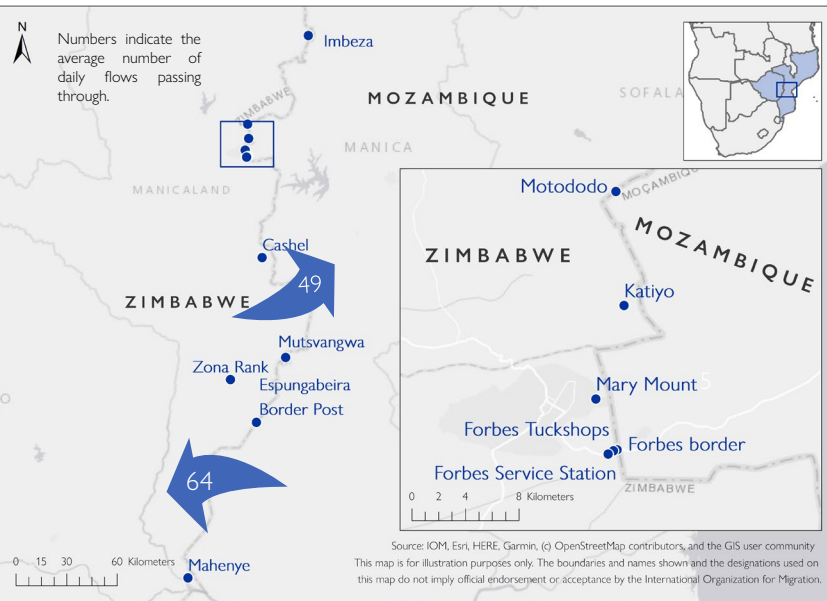 N
Numbers indicate the
average number of
daily flows passing
through.
Imbeza
ZIMBABWE
MOZAMBIQUE
SOFALA
MANICA
MANICALAND
Cashel
49
ZIMBABWE
Mutsvangwa
Zona Rank
Espungabeira
Border Post
64
Mahenye
0 15 30 60 Kilometers
Motododo
MOÇAMBIQU
ZIMBABWE
MOZAMBIQUE
Katiyo
Mary Mount
5
Forbes Tuckshops
Forbes border
Forbes Service Station
ZIMBABWE
0 2 4 8 Kilometers
Source: IOM, Esri, HERE, Garmin, (c) OpenStreetMap contributors, and the GIS user community
This map is for illustration purposes only. The boundaries and names shown and the designations used on
this map do not imply official endorsement or acceptance by the International Organization for Migration.